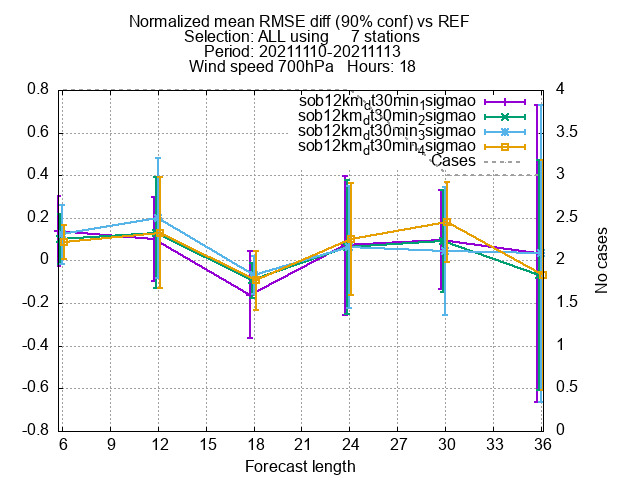 Normalized mean RMSE diff (90% conf) vs REF
Selection: ALL using 7 stations
Period: 20211110-20211113
Wind speed 700hPa Hours: 18
sob12km_dt30min_1sigmao
sob12km_dt30min_2sigmao
sob12km_dt30min_3sigmao
sob12km_dt30min_4sigmao
Cases
0.8
0.6
0.4
0.2
0
-0.2
-0.4
-0.6
-0.8
4
3.5
3
2.5
2
1.5
1
0.5
0
No cases
6 9 12 15 18 21 24 27 30 33 36
Forecast length